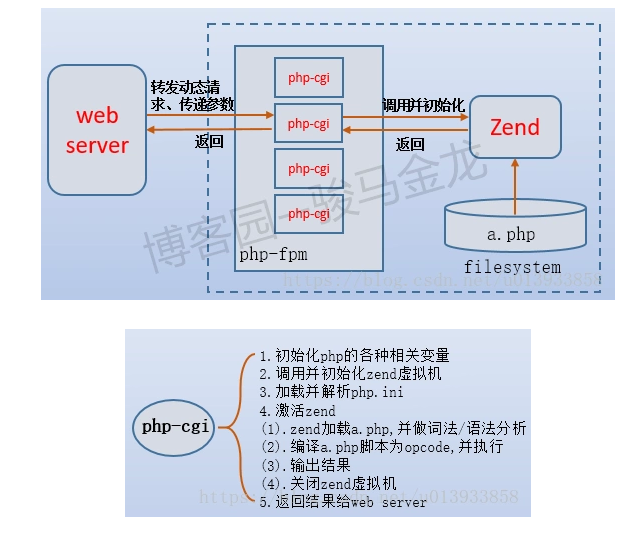 php-cgi
转发动态请
求、传递参数
php-cgi
调用并初始化
web
server
Zend
返回
返回
php-cgi
php-cgi
a.php
php-fpm
filesystem
博客园—骏马金龙
https://blog.csdn.net/u013933858
php-cgi
1.初始化php的各种相关变量
2.调用并初始化zend虚拟机
3.加载并解析php.ini
4.激活zend
(1).zend加载a.php,并做词法/语法分析
(2).编译a.php脚本为opcode,并执行
(3).输出结果
(4).关闭zend虚拟机
5.返回结果给web server
https://blog.csdn.net/u013933858